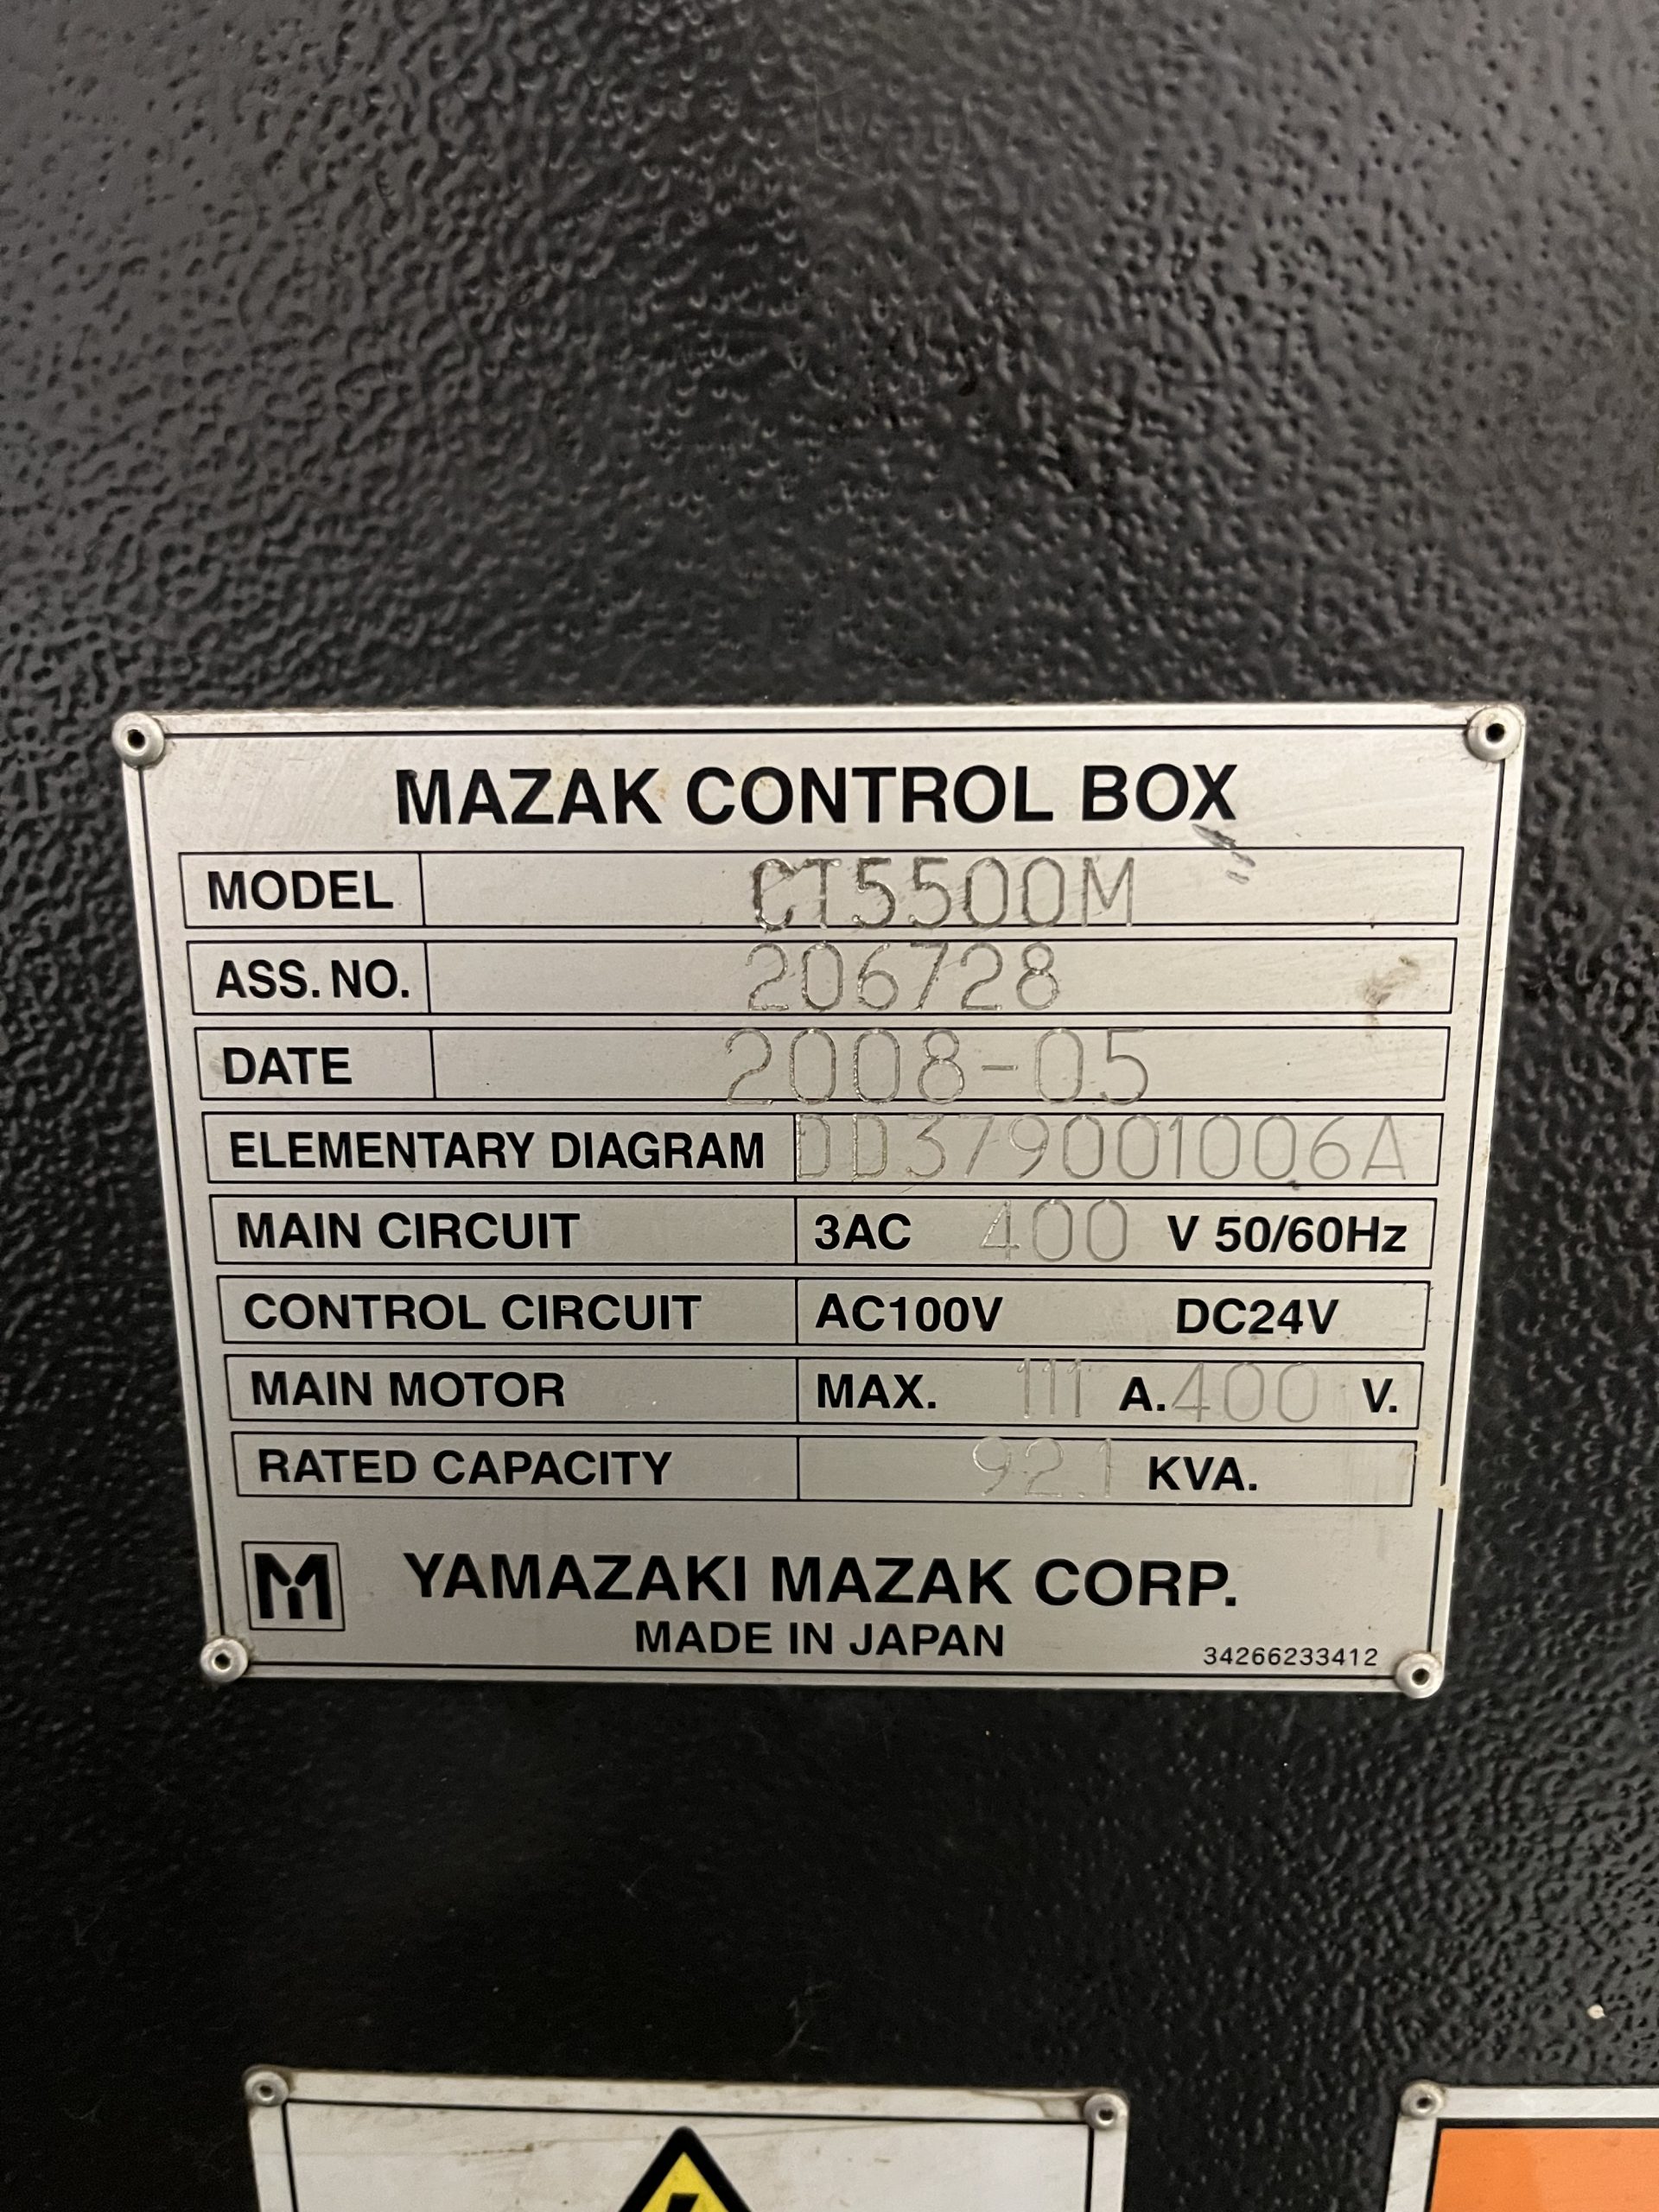 MAZAK CONTROL BOX
MODEL CT5500M
ASS. NO. 206728
DATE 2008-05
ELEMENTARY DIAGRAM DD379001006A
MAIN CIRCUIT 3AC 400 V 50/60Hz
CONTROL CIRCUIT AC100V DC24V
MAIN MOTOR MAX. 111 A. 400 V.
RATED CAPACITY 92.1 KVA.
YAMAZAKI MAZAK CORP.
MADE IN JAPAN
34266233412